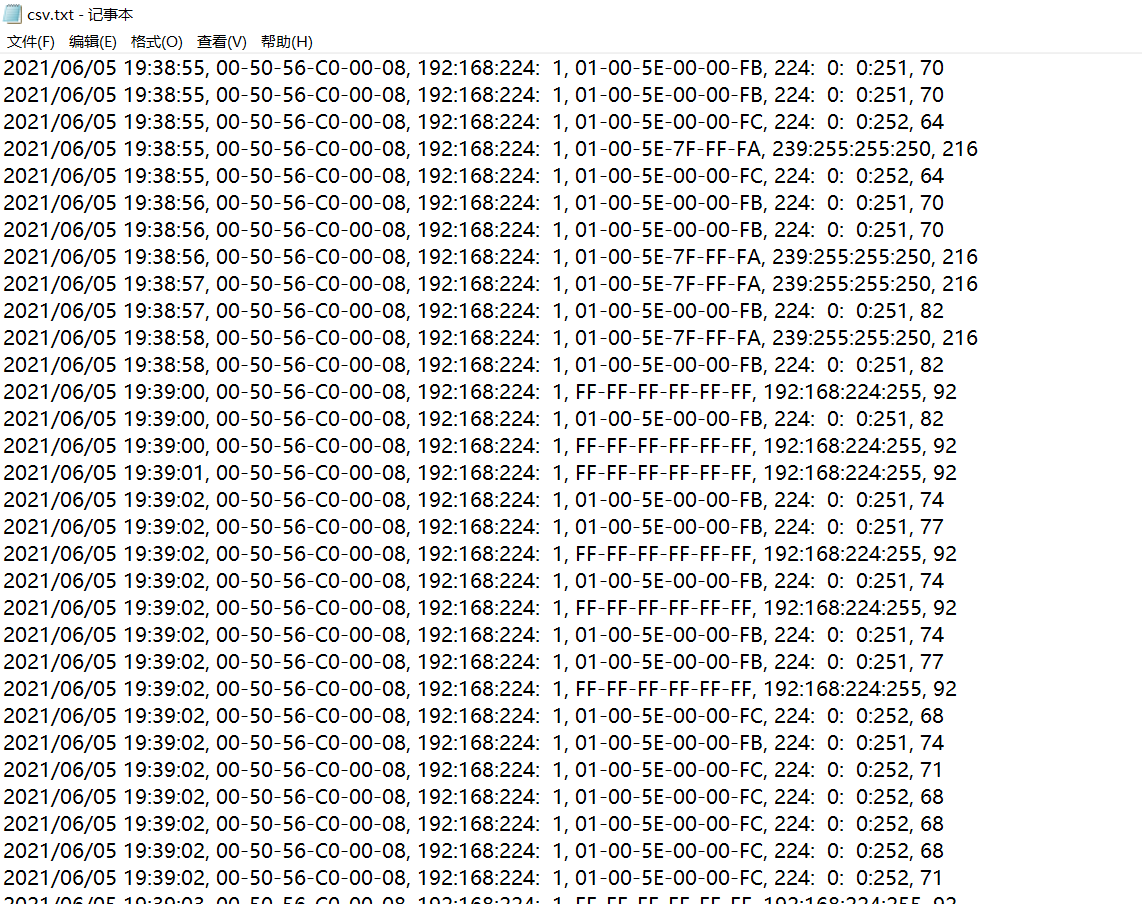 csv.txt - 记事本
文件(F) 编辑(E) 格式(O) 查看(V) 帮助(H)
2021/06/05 19:38:55, 00-50-56-C0-00-08, 192:168:224:  1, 01-00-5E-00-00-FB, 224:  0:  0:251, 70
2021/06/05 19:38:55, 00-50-56-C0-00-08, 192:168:224:  1, 01-00-5E-00-00-FB, 224:  0:  0:251, 70
2021/06/05 19:38:55, 00-50-56-C0-00-08, 192:168:224:  1, 01-00-5E-00-00-FC, 224:  0:  0:252, 64
2021/06/05 19:38:55, 00-50-56-C0-00-08, 192:168:224:  1, 01-00-5E-7F-FF-FA, 239:255:255:250, 216
2021/06/05 19:38:55, 00-50-56-C0-00-08, 192:168:224:  1, 01-00-5E-00-00-FC, 224:  0:  0:252, 64
2021/06/05 19:38:56, 00-50-56-C0-00-08, 192:168:224:  1, 01-00-5E-00-00-FB, 224:  0:  0:251, 70
2021/06/05 19:38:56, 00-50-56-C0-00-08, 192:168:224:  1, 01-00-5E-00-00-FB, 224:  0:  0:251, 70
2021/06/05 19:38:56, 00-50-56-C0-00-08, 192:168:224:  1, 01-00-5E-7F-FF-FA, 239:255:255:250, 216
2021/06/05 19:38:57, 00-50-56-C0-00-08, 192:168:224:  1, 01-00-5E-7F-FF-FA, 239:255:255:250, 216
2021/06/05 19:38:57, 00-50-56-C0-00-08, 192:168:224:  1, 01-00-5E-00-00-FB, 224:  0:  0:251, 82
2021/06/05 19:38:58, 00-50-56-C0-00-08, 192:168:224:  1, 01-00-5E-7F-FF-FA, 239:255:255:250, 216
2021/06/05 19:38:58, 00-50-56-C0-00-08, 192:168:224:  1, 01-00-5E-00-00-FB, 224:  0:  0:251, 82
2021/06/05 19:39:00, 00-50-56-C0-00-08, 192:168:224:  1, FF-FF-FF-FF-FF-FF, 192:168:224:255, 92
2021/06/05 19:39:00, 00-50-56-C0-00-08, 192:168:224:  1, 01-00-5E-00-00-FB, 224:  0:  0:251, 82
2021/06/05 19:39:00, 00-50-56-C0-00-08, 192:168:224:  1, FF-FF-FF-FF-FF-FF, 192:168:224:255, 92
2021/06/05 19:39:01, 00-50-56-C0-00-08, 192:168:224:  1, FF-FF-FF-FF-FF-FF, 192:168:224:255, 92
2021/06/05 19:39:02, 00-50-56-C0-00-08, 192:168:224:  1, 01-00-5E-00-00-FB, 224:  0:  0:251, 74
2021/06/05 19:39:02, 00-50-56-C0-00-08, 192:168:224:  1, 01-00-5E-00-00-FB, 224:  0:  0:251, 77
2021/06/05 19:39:02, 00-50-56-C0-00-08, 192:168:224:  1, FF-FF-FF-FF-FF-FF, 192:168:224:255, 92
2021/06/05 19:39:02, 00-50-56-C0-00-08, 192:168:224:  1, 01-00-5E-00-00-FB, 224:  0:  0:251, 74
2021/06/05 19:39:02, 00-50-56-C0-00-08, 192:168:224:  1, FF-FF-FF-FF-FF-FF, 192:168:224:255, 92
2021/06/05 19:39:02, 00-50-56-C0-00-08, 192:168:224:  1, 01-00-5E-00-00-FB, 224:  0:  0:251, 74
2021/06/05 19:39:02, 00-50-56-C0-00-08, 192:168:224:  1, 01-00-5E-00-00-FB, 224:  0:  0:251, 77
2021/06/05 19:39:02, 00-50-56-C0-00-08, 192:168:224:  1, FF-FF-FF-FF-FF-FF, 192:168:224:255, 92
2021/06/05 19:39:02, 00-50-56-C0-00-08, 192:168:224:  1, 01-00-5E-00-00-FC, 224:  0:  0:252, 68
2021/06/05 19:39:02, 00-50-56-C0-00-08, 192:168:224:  1, 01-00-5E-00-00-FB, 224:  0:  0:251, 74
2021/06/05 19:39:02, 00-50-56-C0-00-08, 192:168:224:  1, 01-00-5E-00-00-FC, 224:  0:  0:252, 71
2021/06/05 19:39:02, 00-50-56-C0-00-08, 192:168:224:  1, 01-00-5E-00-00-FC, 224:  0:  0:252, 68
2021/06/05 19:39:02, 00-50-56-C0-00-08, 192:168:224:  1, 01-00-5E-00-00-FC, 224:  0:  0:252, 68
2021/06/05 19:39:02, 00-50-56-C0-00-08, 192:168:224:  1, 01-00-5E-00-00-FC, 224:  0:  0:252, 68
2021/06/05 19:39:02, 00-50-56-C0-00-08, 192:168:224:  1, 01-00-5E-00-00-FC, 224:  0:  0:252, 71
2021/06/05 19:39:03, 00-50-56-C0-00-08, 192:168:224:  1, FF-FF-FF-FF-FF-FF, 192:168:224:255, 92